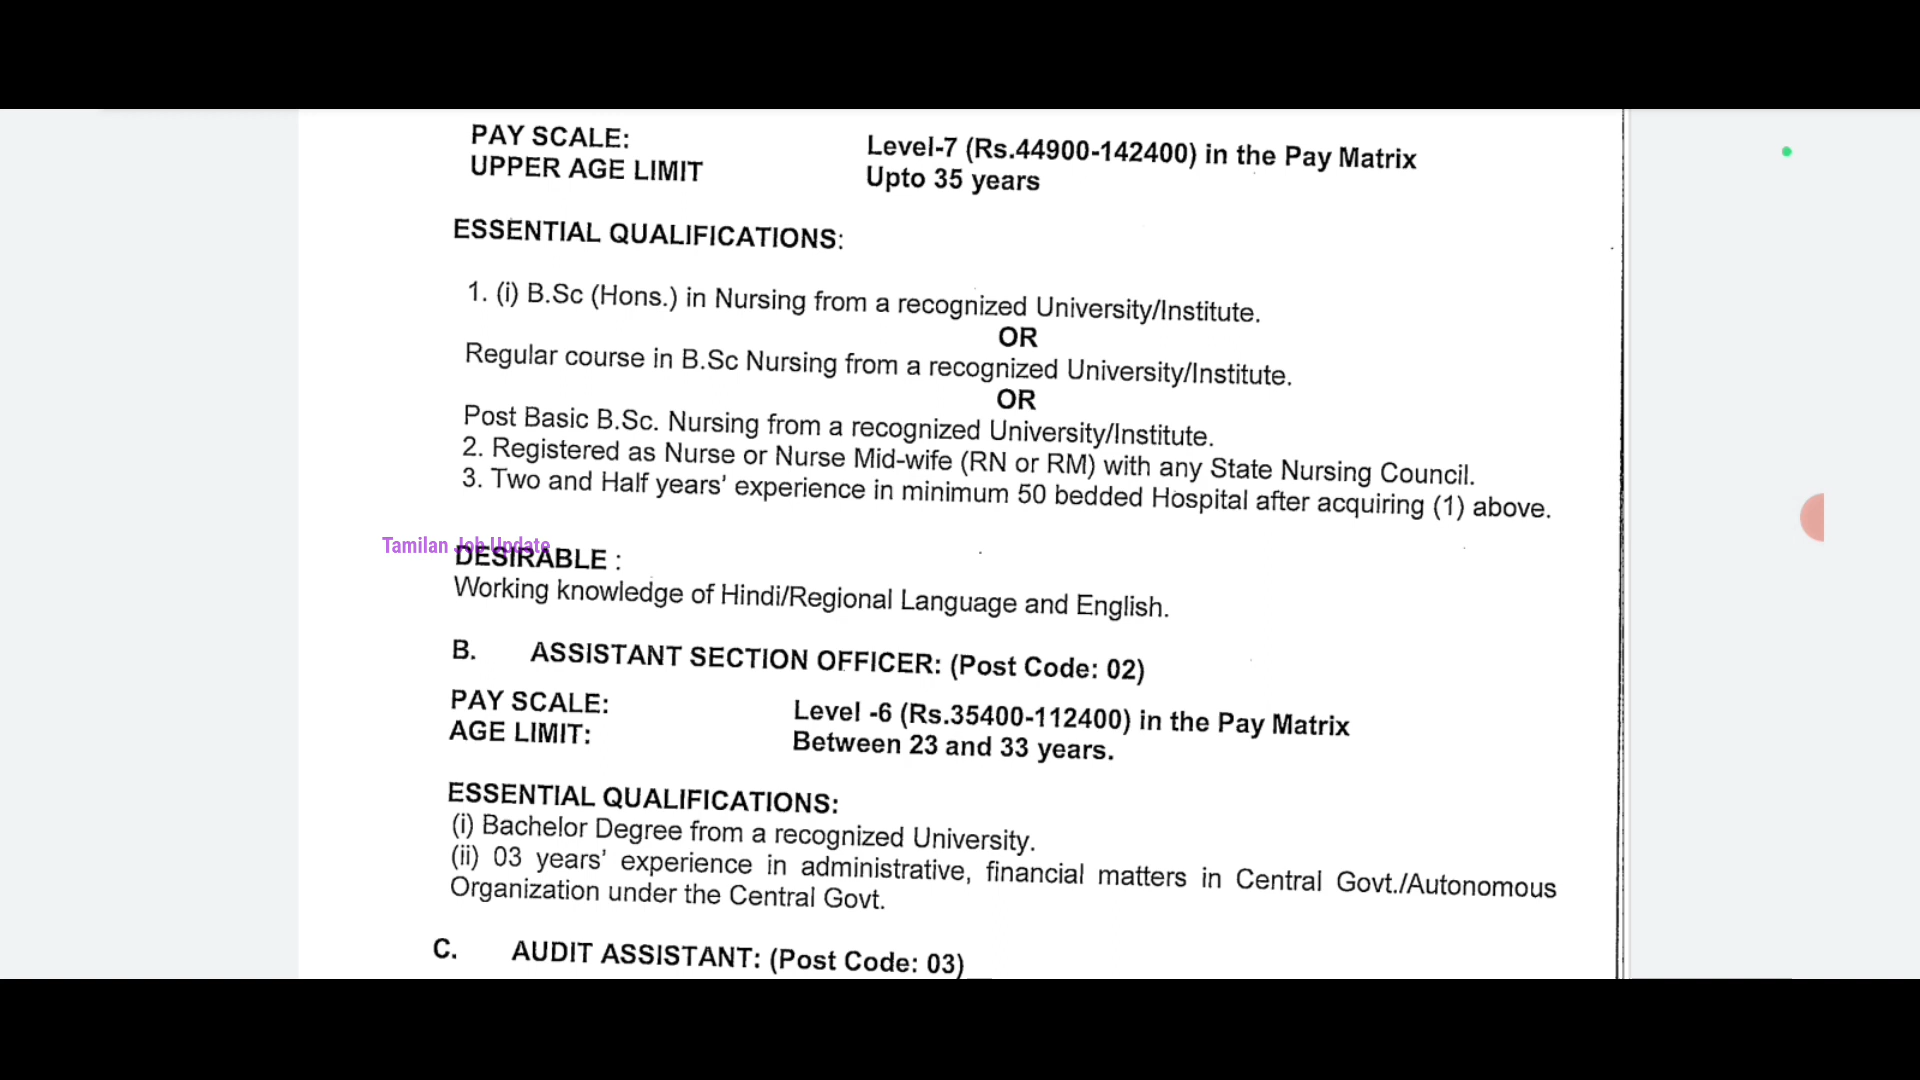 PAY SCALE: Level-7 (Rs.44900-142400) in the Pay Matrix
UPPER AGE LIMIT Upto 35 years
ESSENTIAL QUALIFICATIONS:
1. (i) B.Sc (Hons.) in Nursing from a recognized University/Institute.
OR
Regular course in B.Sc Nursing from a recognized University/Institute.
OR
Post Basic B.Sc. Nursing from a recognized University/Institute.
2. Registered as Nurse or Nurse Mid-wife (RN or RM) with any State Nursing Council.
3. Two and Half years' experience in minimum 50 bedded Hospital after acquiring (1) above.
Tamilan Job Update
DESIRABLE :
Working knowledge of Hindi/Regional Language and English.
B. ASSISTANT SECTION OFFICER: (Post Code: 02)
PAY SCALE: Level -6 (Rs.35400-112400) in the Pay Matrix
AGE LIMIT: Between 23 and 33 years.
ESSENTIAL QUALIFICATIONS:
(i) Bachelor Degree from a recognized University.
(ii) 03 years' experience in administrative, financial matters in Central Govt./Autonomous
Organization under the Central Govt.
C. AUDIT ASSISTANT: (Post Code: 03)